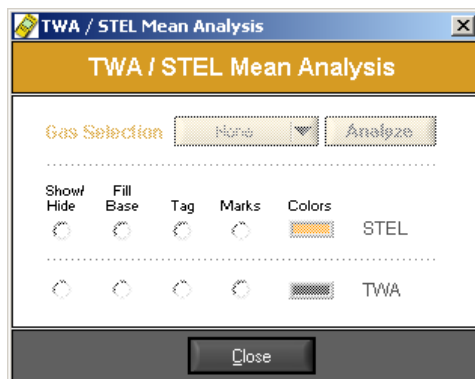 TWA / STEL Mean Analysis
TWA / STEL Mean Analysis
Gas Selection None Analyze
Show/ Hide Fill Base Tag Marks Colors
STEL
TWA
Close